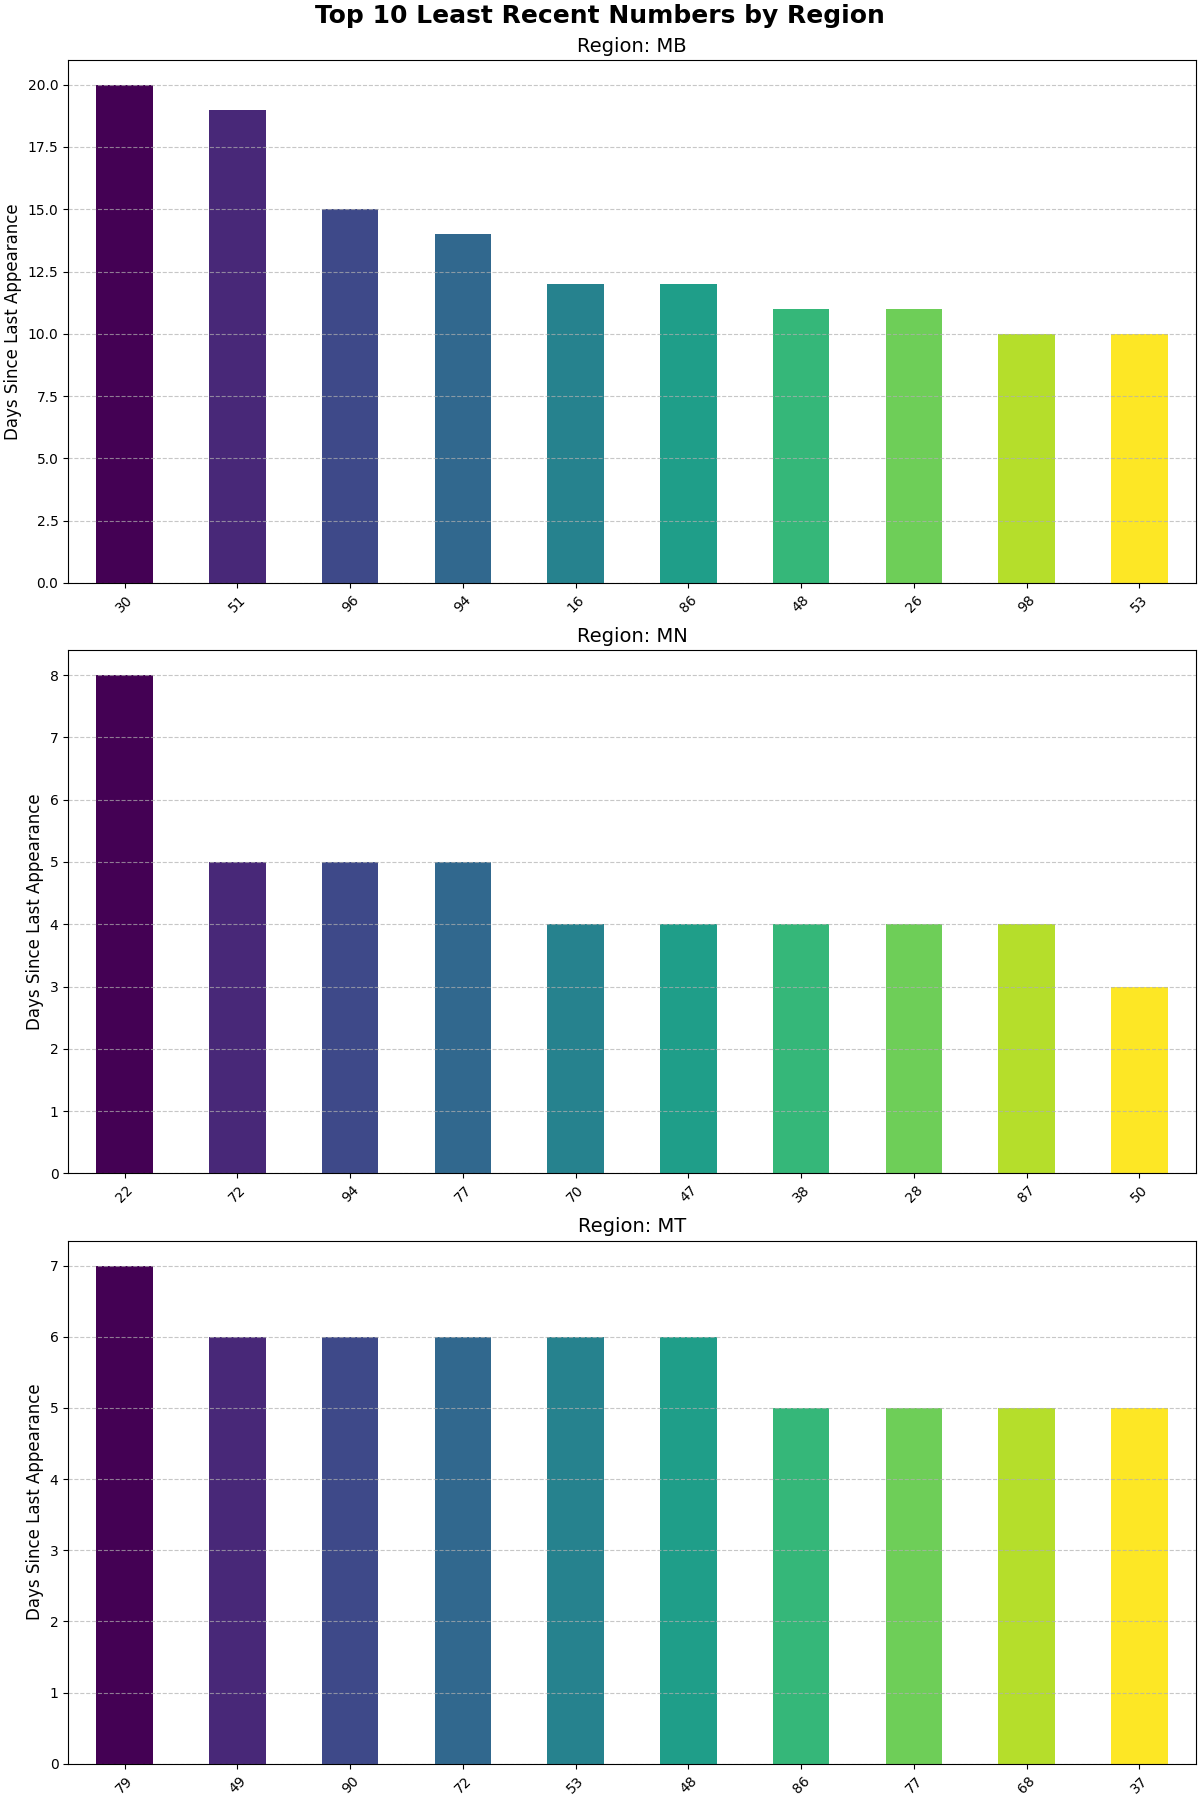 Top 10 Least Recent Numbers by Region
Region: MB
Days Since Last Appearance
20.0
17.5
15.0
12.5
10.0
7.5
5.0
2.5
0.0
30 51 96 94 16 86 48 26 98 53
Region: MN
Days Since Last Appearance
8
7
6
5
4
3
2
1
0
22 72 94 77 70 47 38 28 87 50
Region: MT
Days Since Last Appearance
7
6
5
4
3
2
1
0
79 49 90 72 53 48 86 77 68 37